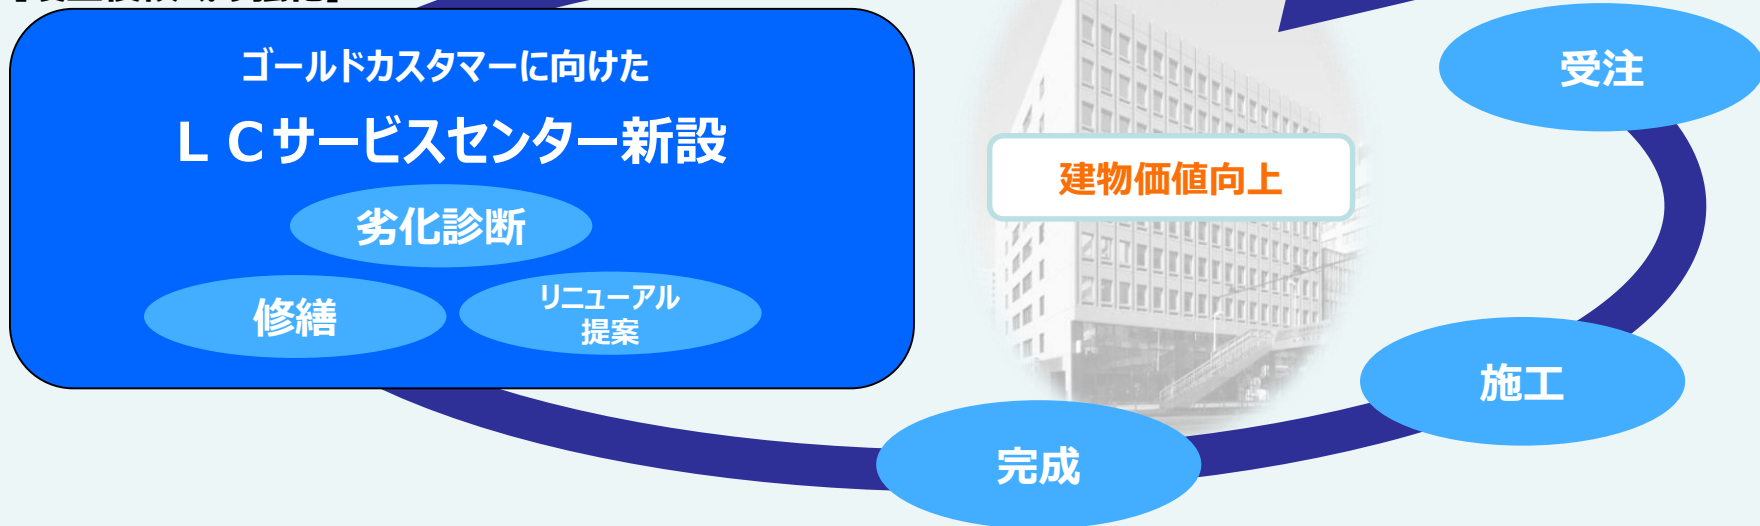 ゴールドカスタマーに向けた
ＬＣサービスセンター新設
劣化診断
修繕
リニューアル
提案
建物価値向上
受注
施工
完成